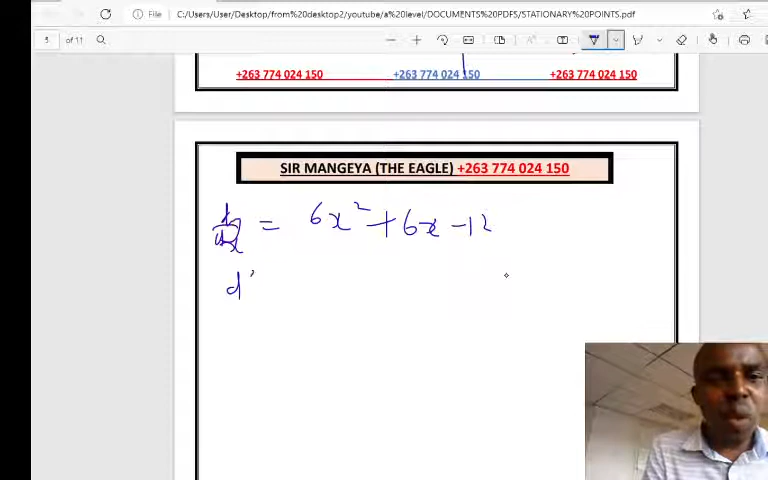 File C:/Users/User/Desktop/from%20desktop2/youtube/a%20level/DOCUMENTS%20PDFS/STATIONARY%20POINTS.pdf
3 of 11
+263 774 024 150 +263 774 024 150 +263 774 024 150
SIR MANGEYA (THE EAGLE) +263 774 024 150
dy/dx = 6x² + 6x - 12
d